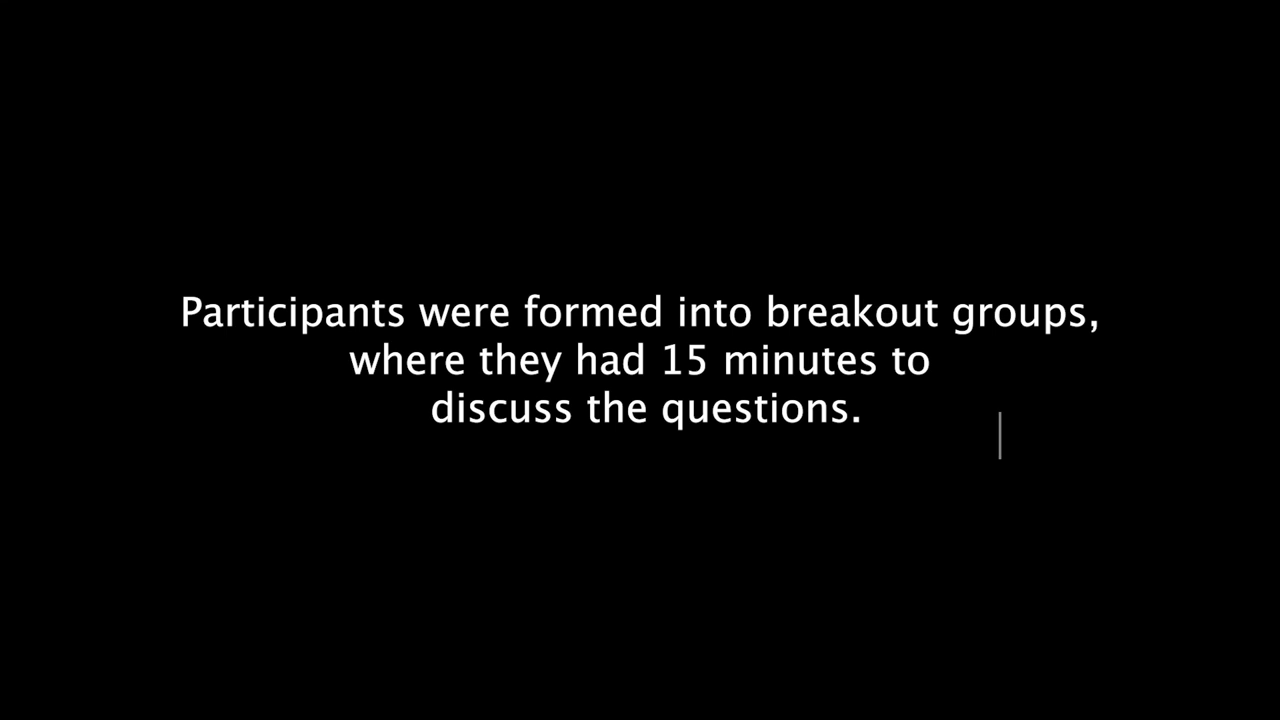 Participants were formed into breakout groups,
where they had 15 minutes to
discuss the questions.